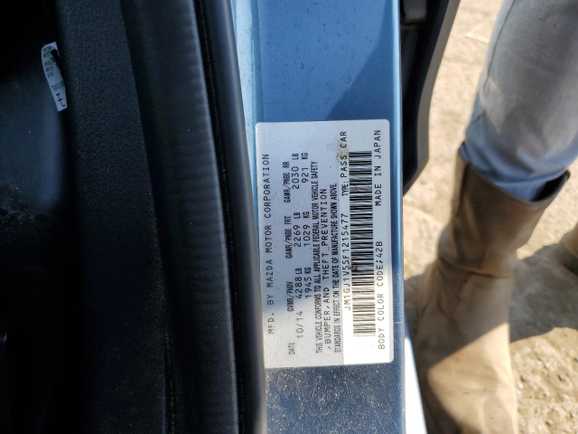 MFD. BY MAZDA MOTOR CORPORATION
DATE GVWR/PNBV GAWR/PNBE FRT GAWR/PNBE RR
10/14 4288 LB 2269 LB 2030 LB
1945 KG 1029 KG 921 KG
THIS VEHICLE CONFORMS TO ALL APPLICABLE FEDERAL MOTOR VEHICLE SAFETY
, BUMPER, AND THEFT PREVENTION
STANDARDS IN EFFECT ON THE DATE OF MANUFACTURE SHOWN ABOVE.
JM1GJ1V55F1215477 TYPE: PASS CAR
BODY COLOR CODE: 42B MADE IN JAPAN